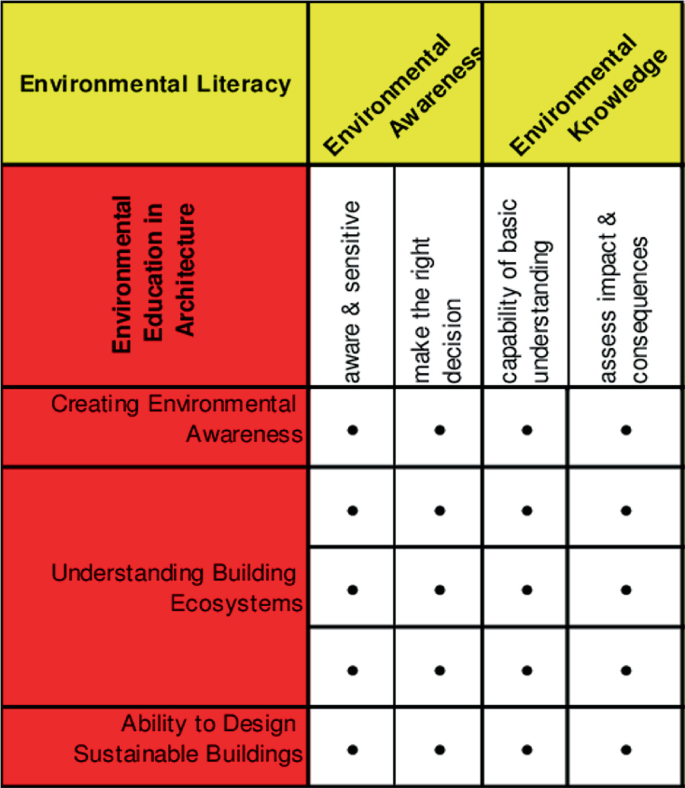 Environmental Literacy
Environmental
Awareness
Environmental
Knowledge
Environmental
Education in
Architecture
aware & sensitive
make the right
decision
capability of basic
understanding
assess impact &
consequences
Creating Environmental
Awareness
Understanding Building
Ecosystems
Ability to Design
Sustainable Buildings